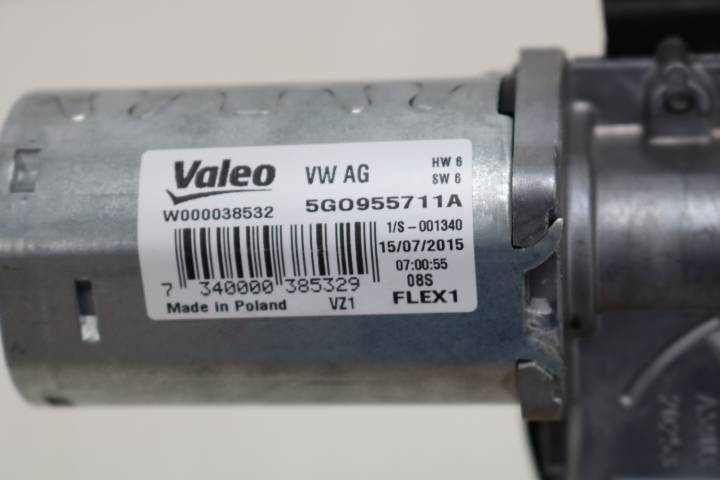 Valeo VW AG HW 6
SW 6
W000038532 5G0955711A
1/S - 001340
15/07/2015
07:00:55
7 340000 385329 08S
Made in Poland VZ1 FLEX1